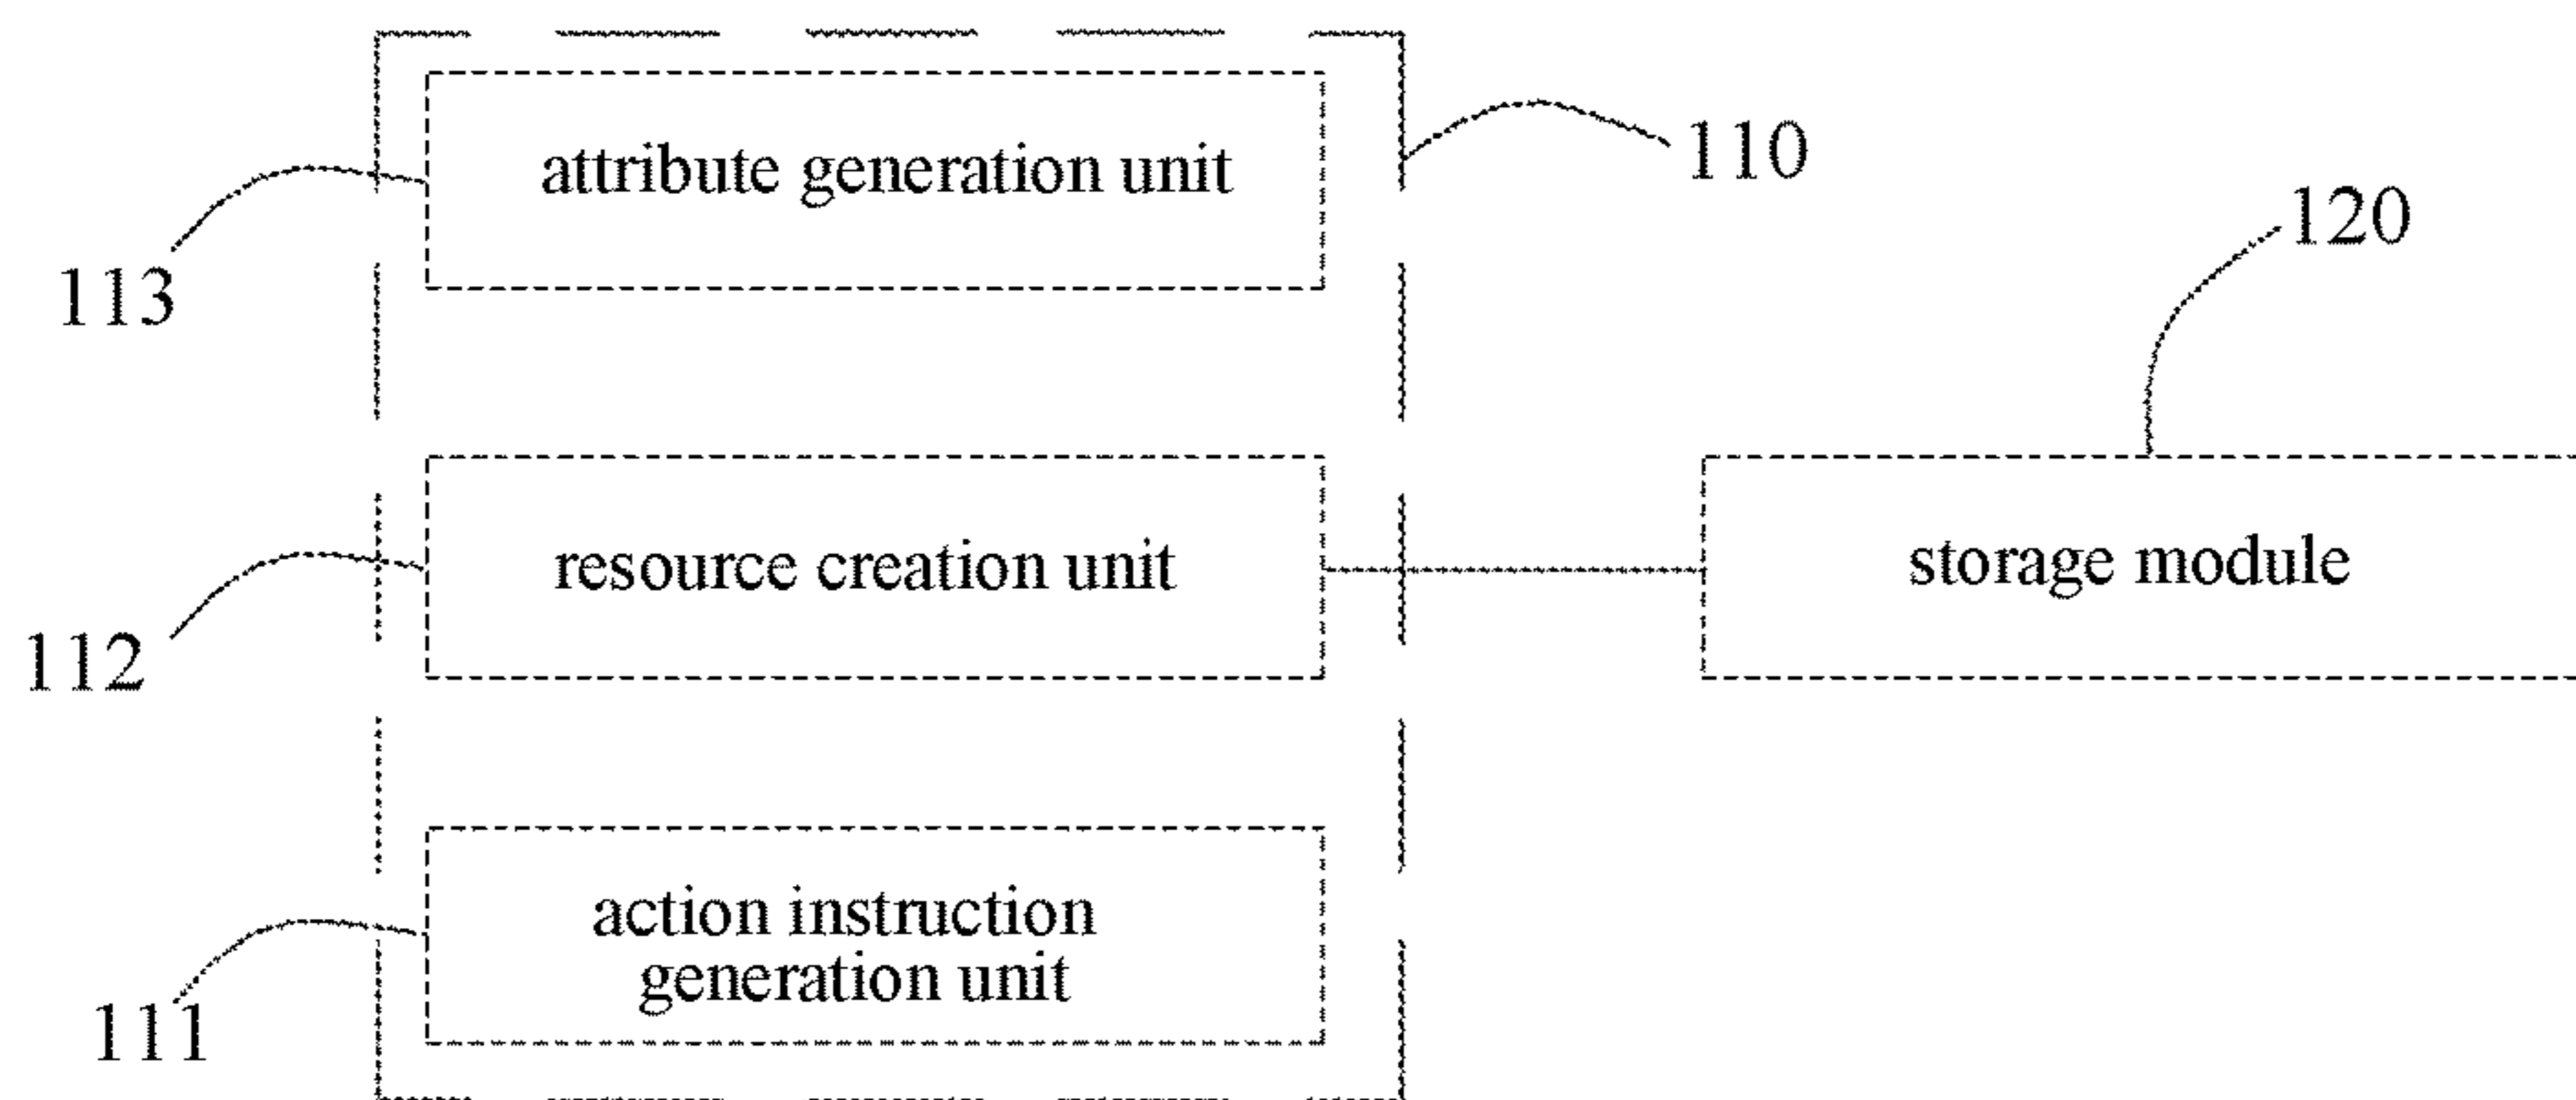 attribute generation unit
110
120
113
resource creation unit
storage module
112
action instruction
generation unit
111